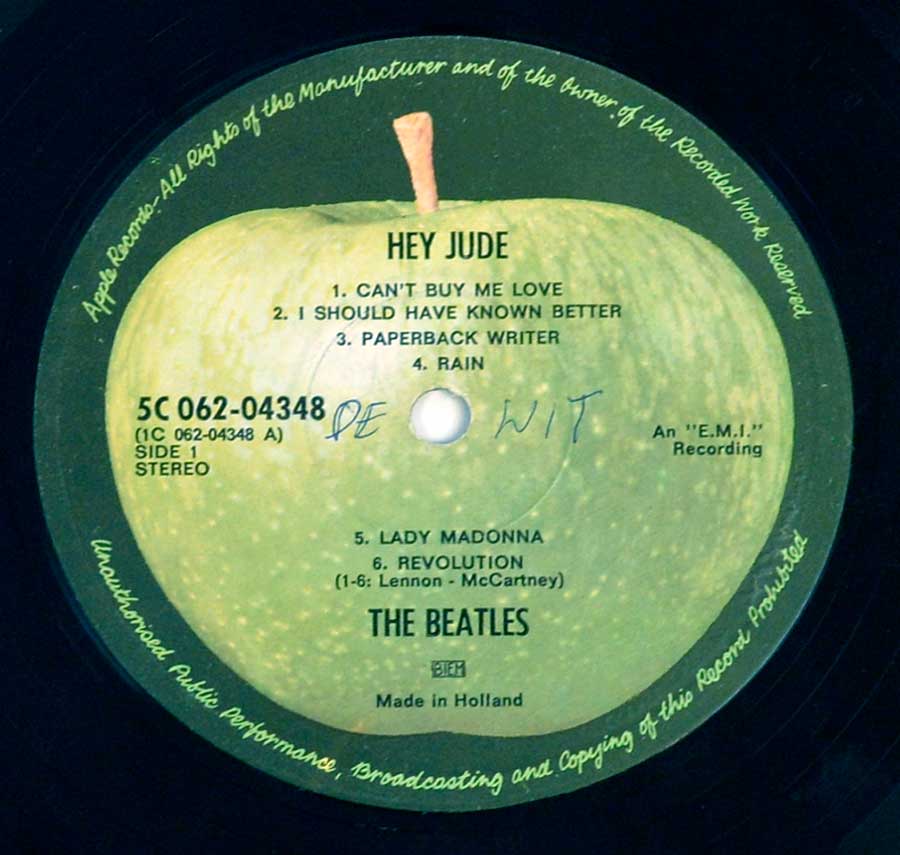 Apple Records - All Rights of the Manufacturer and of the Owner of the Recorded Work Reserved
HEY JUDE
1. CAN'T BUY ME LOVE
2. I SHOULD HAVE KNOWN BETTER
3. PAPERBACK WRITER
4. RAIN
5C 062-04348
(1C 062-04348 A)
SIDE 1
STEREO
DE WIT
An "E.M.I."
Recording
5. LADY MADONNA
6. REVOLUTION
(1-6: Lennon - McCartney)
THE BEATLES
BIEM
Made in Holland
Unauthorised Public Performance, Broadcasting and Copying of this Record Prohibited